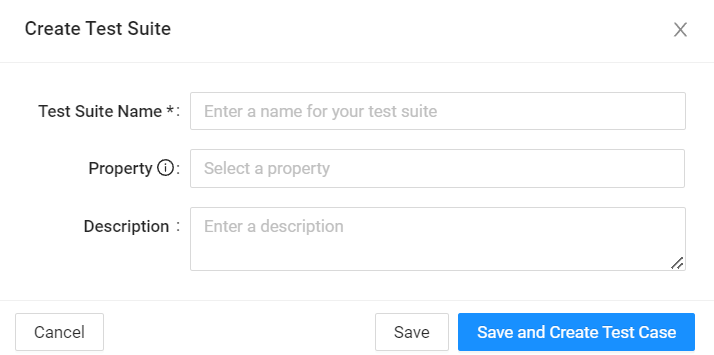 Create Test Suite
Test Suite Name * : Enter a name for your test suite
Property : Select a property
Description : Enter a description
Cancel Save Save and Create Test Case